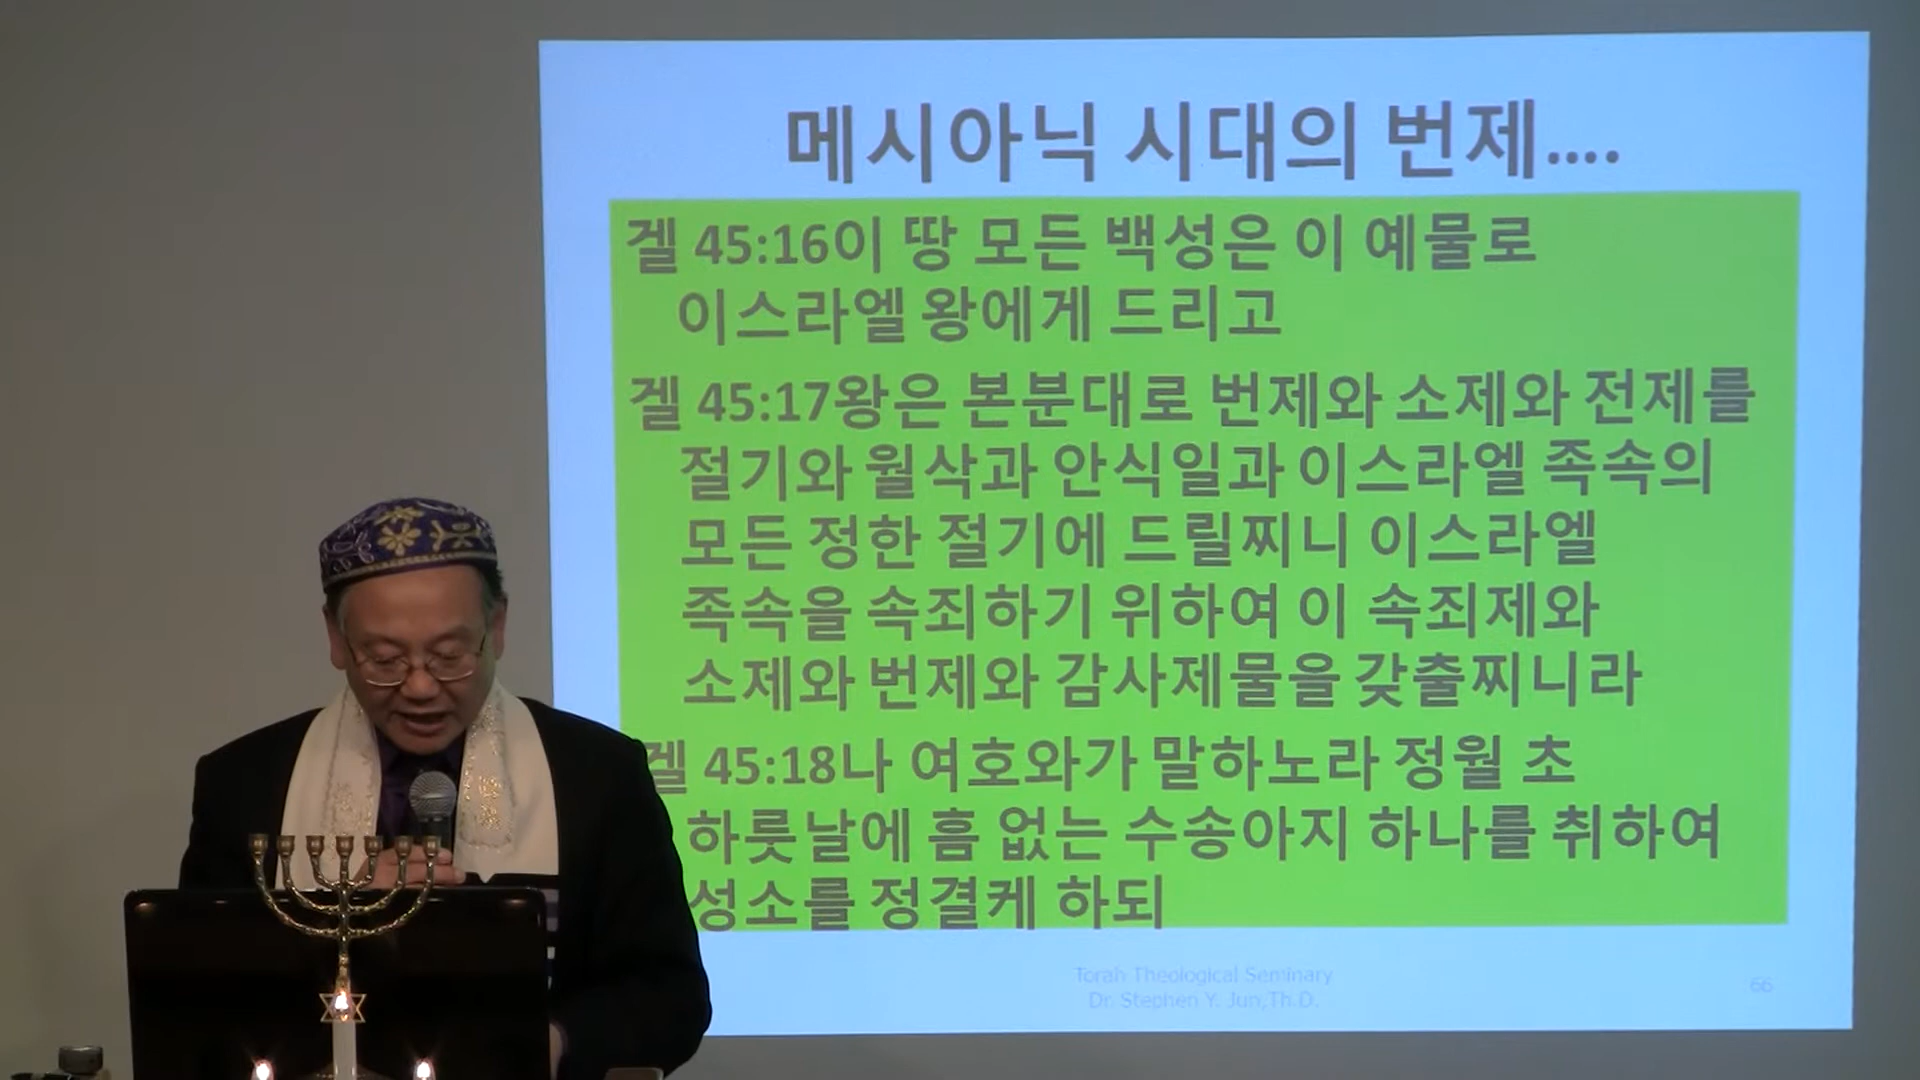 메시아닉 시대의 번제....
겔 45:16이 땅 모든 백성은 이 예물로
이스라엘 왕에게 드리고
겔 45:17왕은 본분대로 번제와 소제와 전제를
절기와 월삭과 안식일과 이스라엘 족속의
모든 정한 절기에 드릴찌니 이스라엘
족속을 속죄하기 위하여 이 속죄제와
소제와 번제와 감사제물을 갖출찌니라
겔 45:18나 여호와가 말하노라 정월 초
하룻날에 흠 없는 수송아지 하나를 취하여
성소를 정결케 하되
Torah Theological Seminary
Dr. Stephen Y. Jun,Th.D.
66